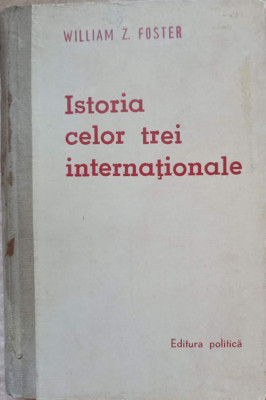 WILLIAM Z. FOSTER
Istoria
celor trei
internaţionale
Editura politică